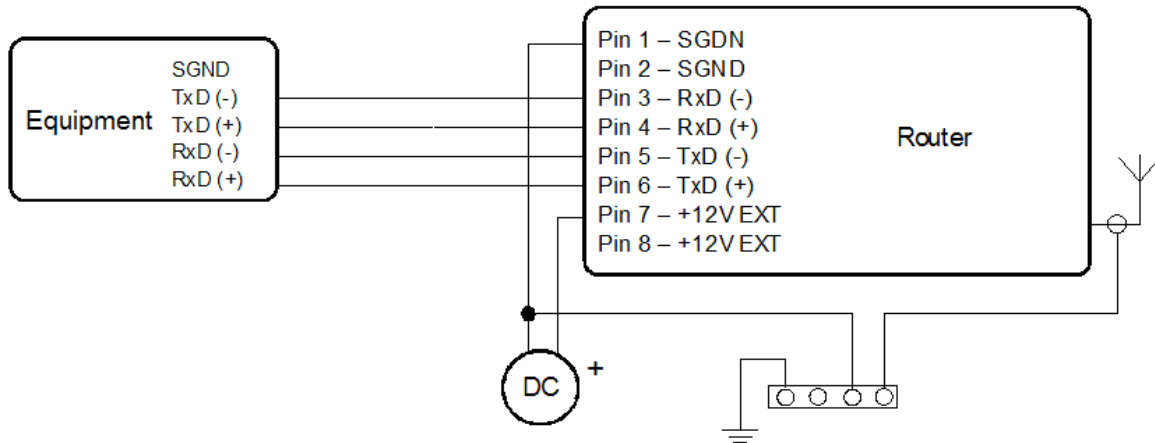 Equipment
SGND
TxD (-)
TxD (+)
RxD (-)
RxD (+)
Pin 1 – SGDN
Pin 2 – SGND
Pin 3 – RxD (-)
Pin 4 – RxD (+)
Pin 5 – TxD (-)
Pin 6 – TxD (+)
Pin 7 – +12V EXT
Pin 8 – +12V EXT
Router
DC
+